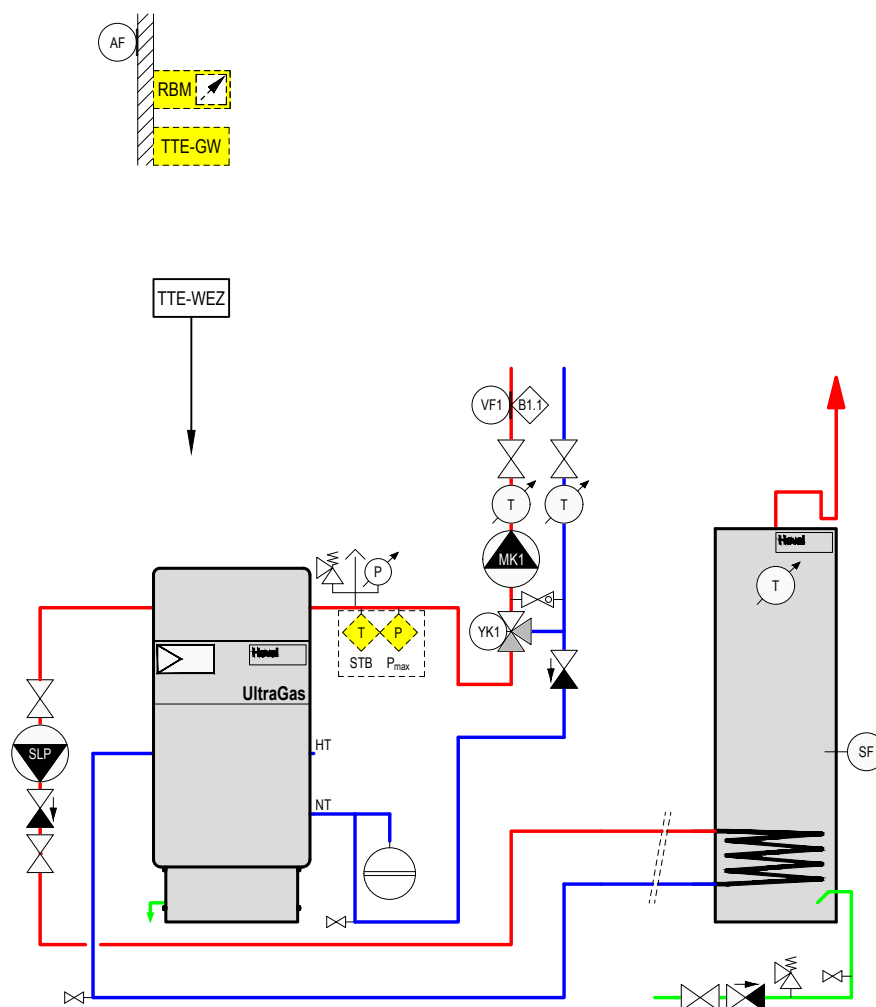 AF
RBM
TTE-GW
TTE-WEZ
VF1
B1.1
T
T
MK1
Hoval
P
T
T
P
YK1
STB
Pmax
Hoval
UltraGas
SLP
HT
SF
NT